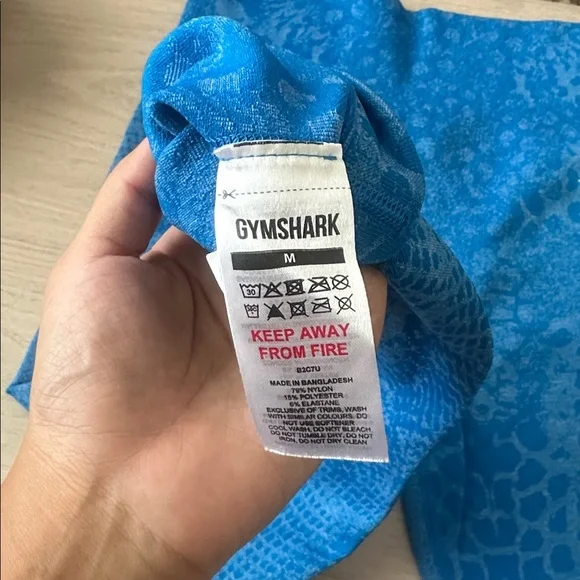 GYMSHARK
M
30
KEEP AWAY
FROM FIRE
B2C7U
MADE IN BANGLADESH
79% NYLON
15% POLYESTER
6% ELASTANE
EXCLUSIVE OF TRIMS, WASH
WITH SIMILAR COLOURS. DO
NOT USE SOFTENER
COOL WASH, DO NOT BLEACH,
DO NOT TUMBLE DRY, DO NOT
IRON, DO NOT DRY CLEAN